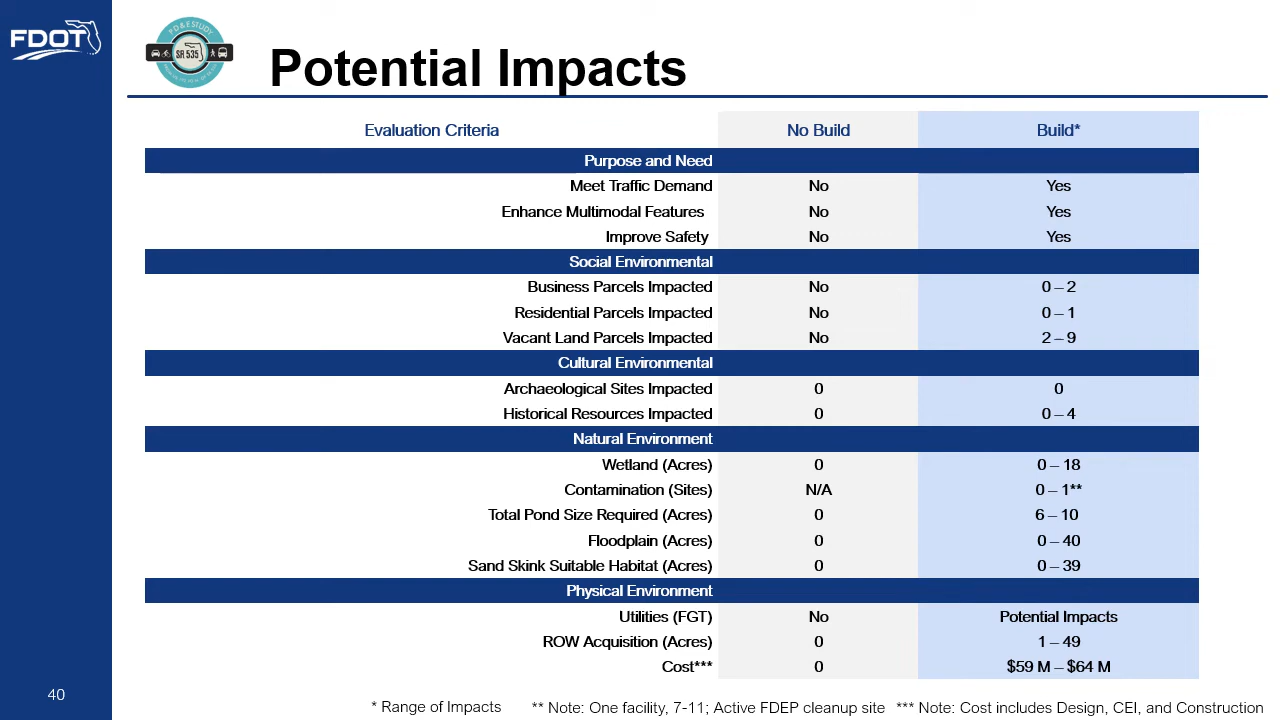 FDOT
PD&E STUDY
SR 535
Potential Impacts
Evaluation Criteria No Build Build*
Purpose and Need
Meet Traffic Demand No Yes
Enhance Multimodal Features No Yes
Improve Safety No Yes
Social Environmental
Business Parcels Impacted No 0 – 2
Residential Parcels Impacted No 0 – 1
Vacant Land Parcels Impacted No 2 – 9
Cultural Environmental
Archaeological Sites Impacted 0 0
Historical Resources Impacted 0 0 – 4
Natural Environment
Wetland (Acres) 0 0 – 18
Contamination (Sites) N/A 0 – 1**
Total Pond Size Required (Acres) 0 6 – 10
Floodplain (Acres) 0 0 – 40
Sand Skink Suitable Habitat (Acres) 0 0 – 39
Physical Environment
Utilities (FGT) No Potential Impacts
ROW Acquisition (Acres) 0 1 – 49
Cost*** 0 $59 M – $64 M
40
* Range of Impacts ** Note: One facility, 7-11; Active FDEP cleanup site *** Note: Cost includes Design, CEI, and Construction